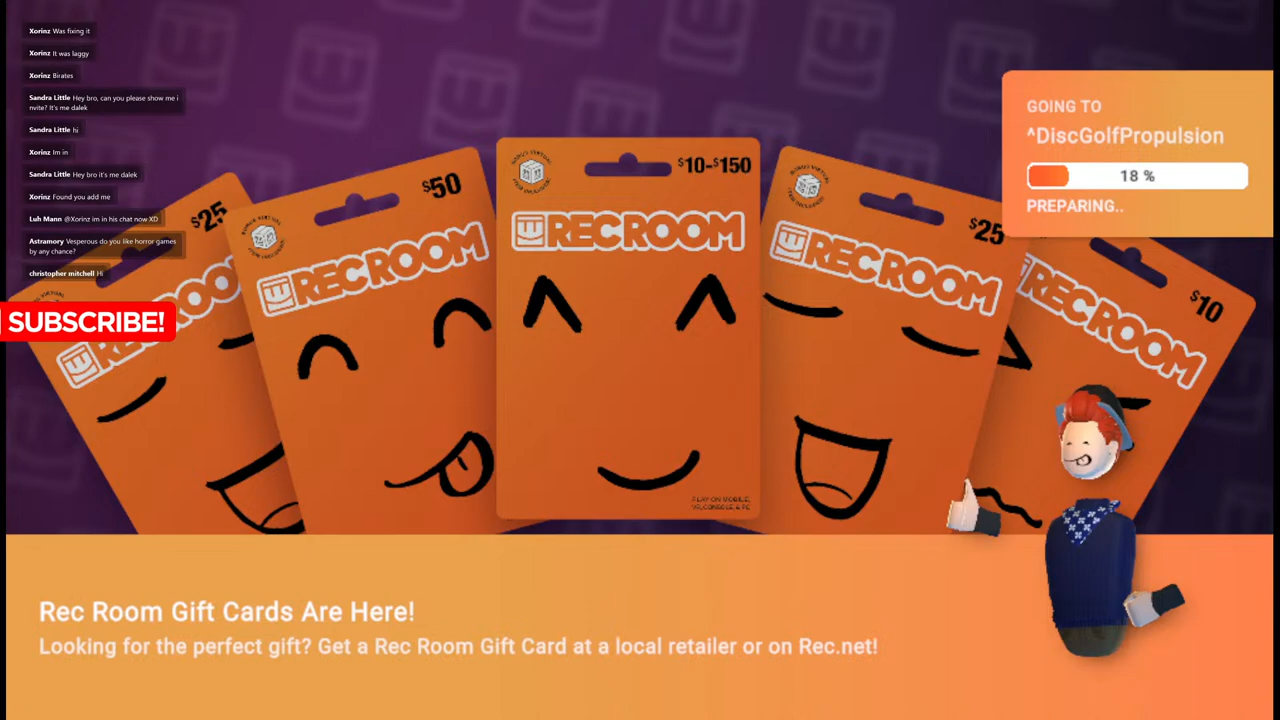 Xorinz Was fixing it
Xorinz It was laggy
Xorinz Birates
Sandra Little Hey bro, can you please show me i
nvite? It's me dalek
Sandra Little hi
Xorinz Im in
Sandra Little Hey bro it's me dalek
Xorinz Found you add me
Luh Mann @Xorinz im in his chat now XD
Astramory Vesperous do you like horror games
by any chance?
christopher mitchell Hi
SUBSCRIBE!
$25
REC ROOM
$50
REC ROOM
$10-$150
REC ROOM
PLAY ON MOBILE,
VR, CONSOLE & PC
$25
REC ROOM
$10
REC ROOM
GOING TO
^DiscGolfPropulsion
18 %
PREPARING..
Rec Room Gift Cards Are Here!
Looking for the perfect gift? Get a Rec Room Gift Card at a local retailer or on Rec.net!